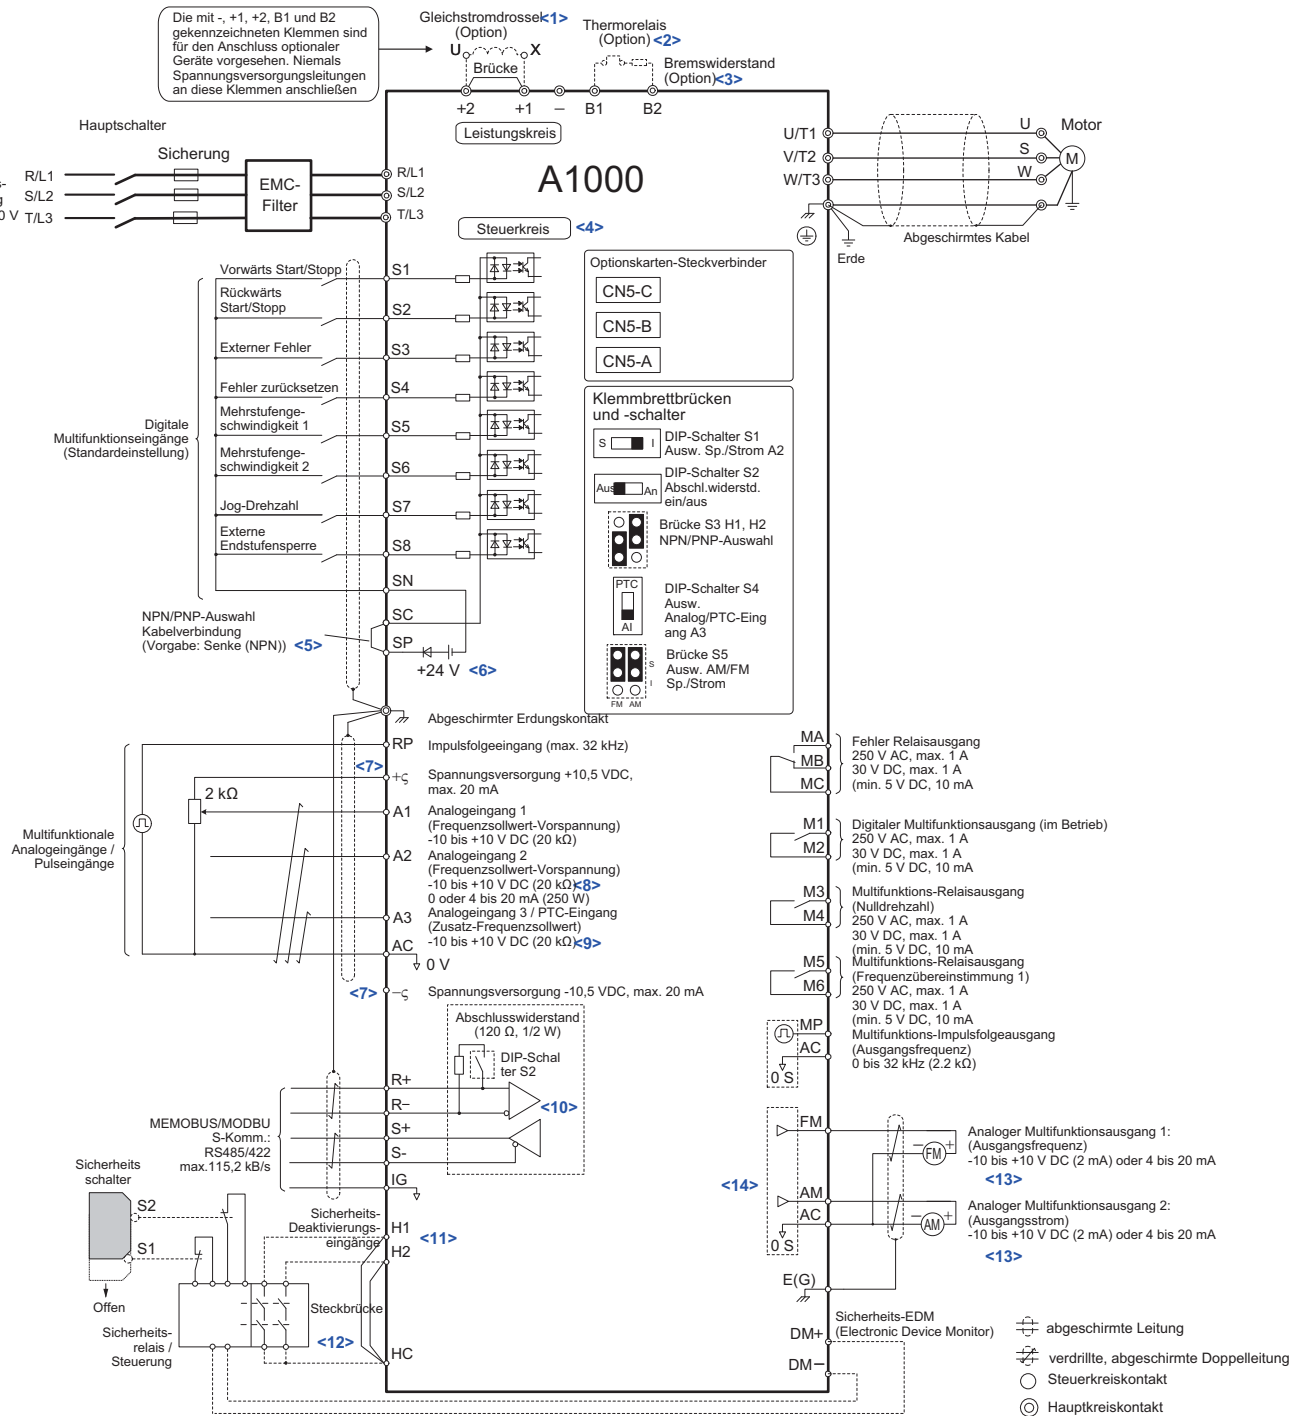 Die mit -, +1, +2, B1 und B2
gekennzeichneten Klemmen sind
für den Anschluss optionaler
Geräte vorgesehen. Niemals
Spannungsversorgungsleitungen
an diese Klemmen anschließen
Gleichstromdrossel <1>
(Option)
U X
Brücke
Thermorelais
(Option) <2>
Bremswiderstand
(Option) <3>
+2 +1 – B1 B2
Leistungskreis
A1000
Hauptschalter
Sicherung
EMC-
Filter
R/L1
S/L2
T/L3
s-
g
0 V
R/L1
S/L2
T/L3
U/T1
V/T2
W/T3
U
S
W
Motor
M
Abgeschirmtes Kabel
Erde
Steuerkreis <4>
Digitale
Multifunktionseingänge
(Standardeinstellung)
Vorwärts Start/Stopp
S1
Rückwärts
Start/Stopp
S2
Externer Fehler
S3
Fehler zurücksetzen
S4
Mehrstufenge-
schwindigkeit 1
S5
Mehrstufenge-
schwindigkeit 2
S6
Jog-Drehzahl
S7
Externe
Endstufensperre
S8
SN
SC
SP
NPN/PNP-Auswahl
Kabelverbindung
(Vorgabe: Senke (NPN)) <5>
+24 V <6>
Optionskarten-Steckverbinder
CN5-C
CN5-B
CN5-A
Klemmbrettbrücken
und -schalter
S I
DIP-Schalter S1
Ausw. Sp./Strom A2
Aus An
DIP-Schalter S2
Abschl.widerstd.
ein/aus
Brücke S3 H1, H2
NPN/PNP-Auswahl
PTC
AI
DIP-Schalter S4
Ausw.
Analog/PTC-Eing
ang A3
Brücke S5
Ausw. AM/FM
Sp./Strom
S
I
FM AM
Abgeschirmter Erdungskontakt
Multifunktionale
Analogeingänge /
Pulseingänge
2 kΩ
<7>
RP Impulsfolgeeingang (max. 32 kHz)
+ς Spannungsversorgung +10,5 VDC,
max. 20 mA
A1 Analogeingang 1
(Frequenzsollwert-Vorspannung)
-10 bis +10 V DC (20 kΩ)
A2 Analogeingang 2
(Frequenzsollwert-Vorspannung)
-10 bis +10 V DC (20 kΩ) <8>
0 oder 4 bis 20 mA (250 W)
A3 Analogeingang 3 / PTC-Eingang
(Zusatz-Frequenzsollwert)
-10 bis +10 V DC (20 kΩ) <9>
AC
0 V
<7> –ς Spannungsversorgung -10,5 VDC, max. 20 mA
MA
MB
MC
Fehler Relaisausgang
250 V AC, max. 1 A
30 V DC, max. 1 A
(min. 5 V DC, 10 mA
M1
M2
Digitaler Multifunktionsausgang (im Betrieb)
250 V AC, max. 1 A
30 V DC, max. 1 A
(min. 5 V DC, 10 mA
M3
M4
Multifunktions-Relaisausgang
(Nulldrehzahl)
250 V AC, max. 1 A
30 V DC, max. 1 A
(min. 5 V DC, 10 mA
M5
M6
Multifunktions-Relaisausgang
(Frequenzübereinstimmung 1)
250 V AC, max. 1 A
30 V DC, max. 1 A
(min. 5 V DC, 10 mA
MP
AC
0 S
Multifunktions-Impulsfolgeausgang
(Ausgangsfrequenz)
0 bis 32 kHz (2.2 kΩ)
Abschlusswiderstand
(120 Ω, 1/2 W)
DIP-Schal
ter S2
<10>
MEMOBUS/MODBU
S-Komm.:
RS485/422
max.115,2 kB/s
R+
R–
S+
S-
IG
<14>
FM
AM
AC
0 S
FM
AM
– +
– +
Analoger Multifunktionsausgang 1:
(Ausgangsfrequenz)
-10 bis +10 V DC (2 mA) oder 4 bis 20 mA
<13>
Analoger Multifunktionsausgang 2:
(Ausgangsstrom)
-10 bis +10 V DC (2 mA) oder 4 bis 20 mA
<13>
E(G)
Sicherheits
schalter
S2
S1
Offen
Sicherheits-
relais /
Steuerung
Sicherheits-
Deaktivierungs-
eingänge
H1
H2
<11>
Steckbrücke
<12>
HC
Sicherheits-EDM
(Electronic Device Monitor)
DM+
DM–
abgeschirmte Leitung
verdrillte, abgeschirmte Doppelleitung
Steuerkreiskontakt
Hauptkreiskontakt